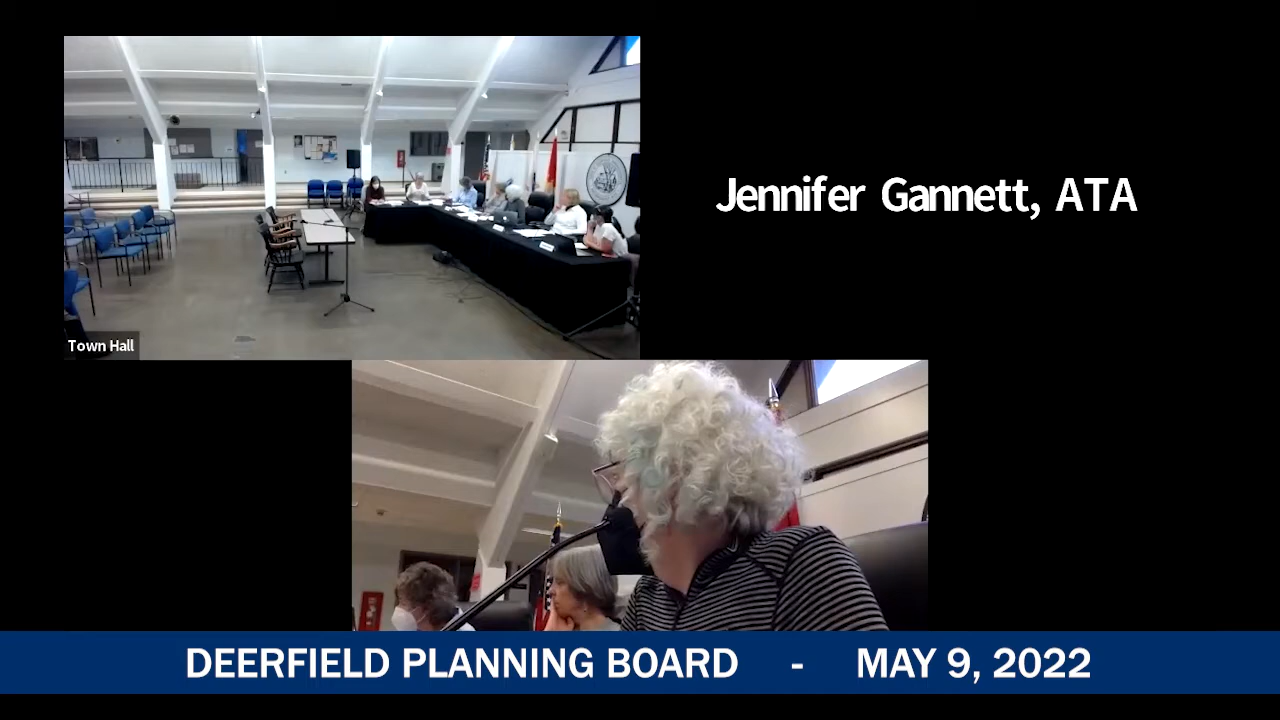 Jennifer Gannett, ATA
Town Hall
DEERFIELD PLANNING BOARD - MAY 9, 2022